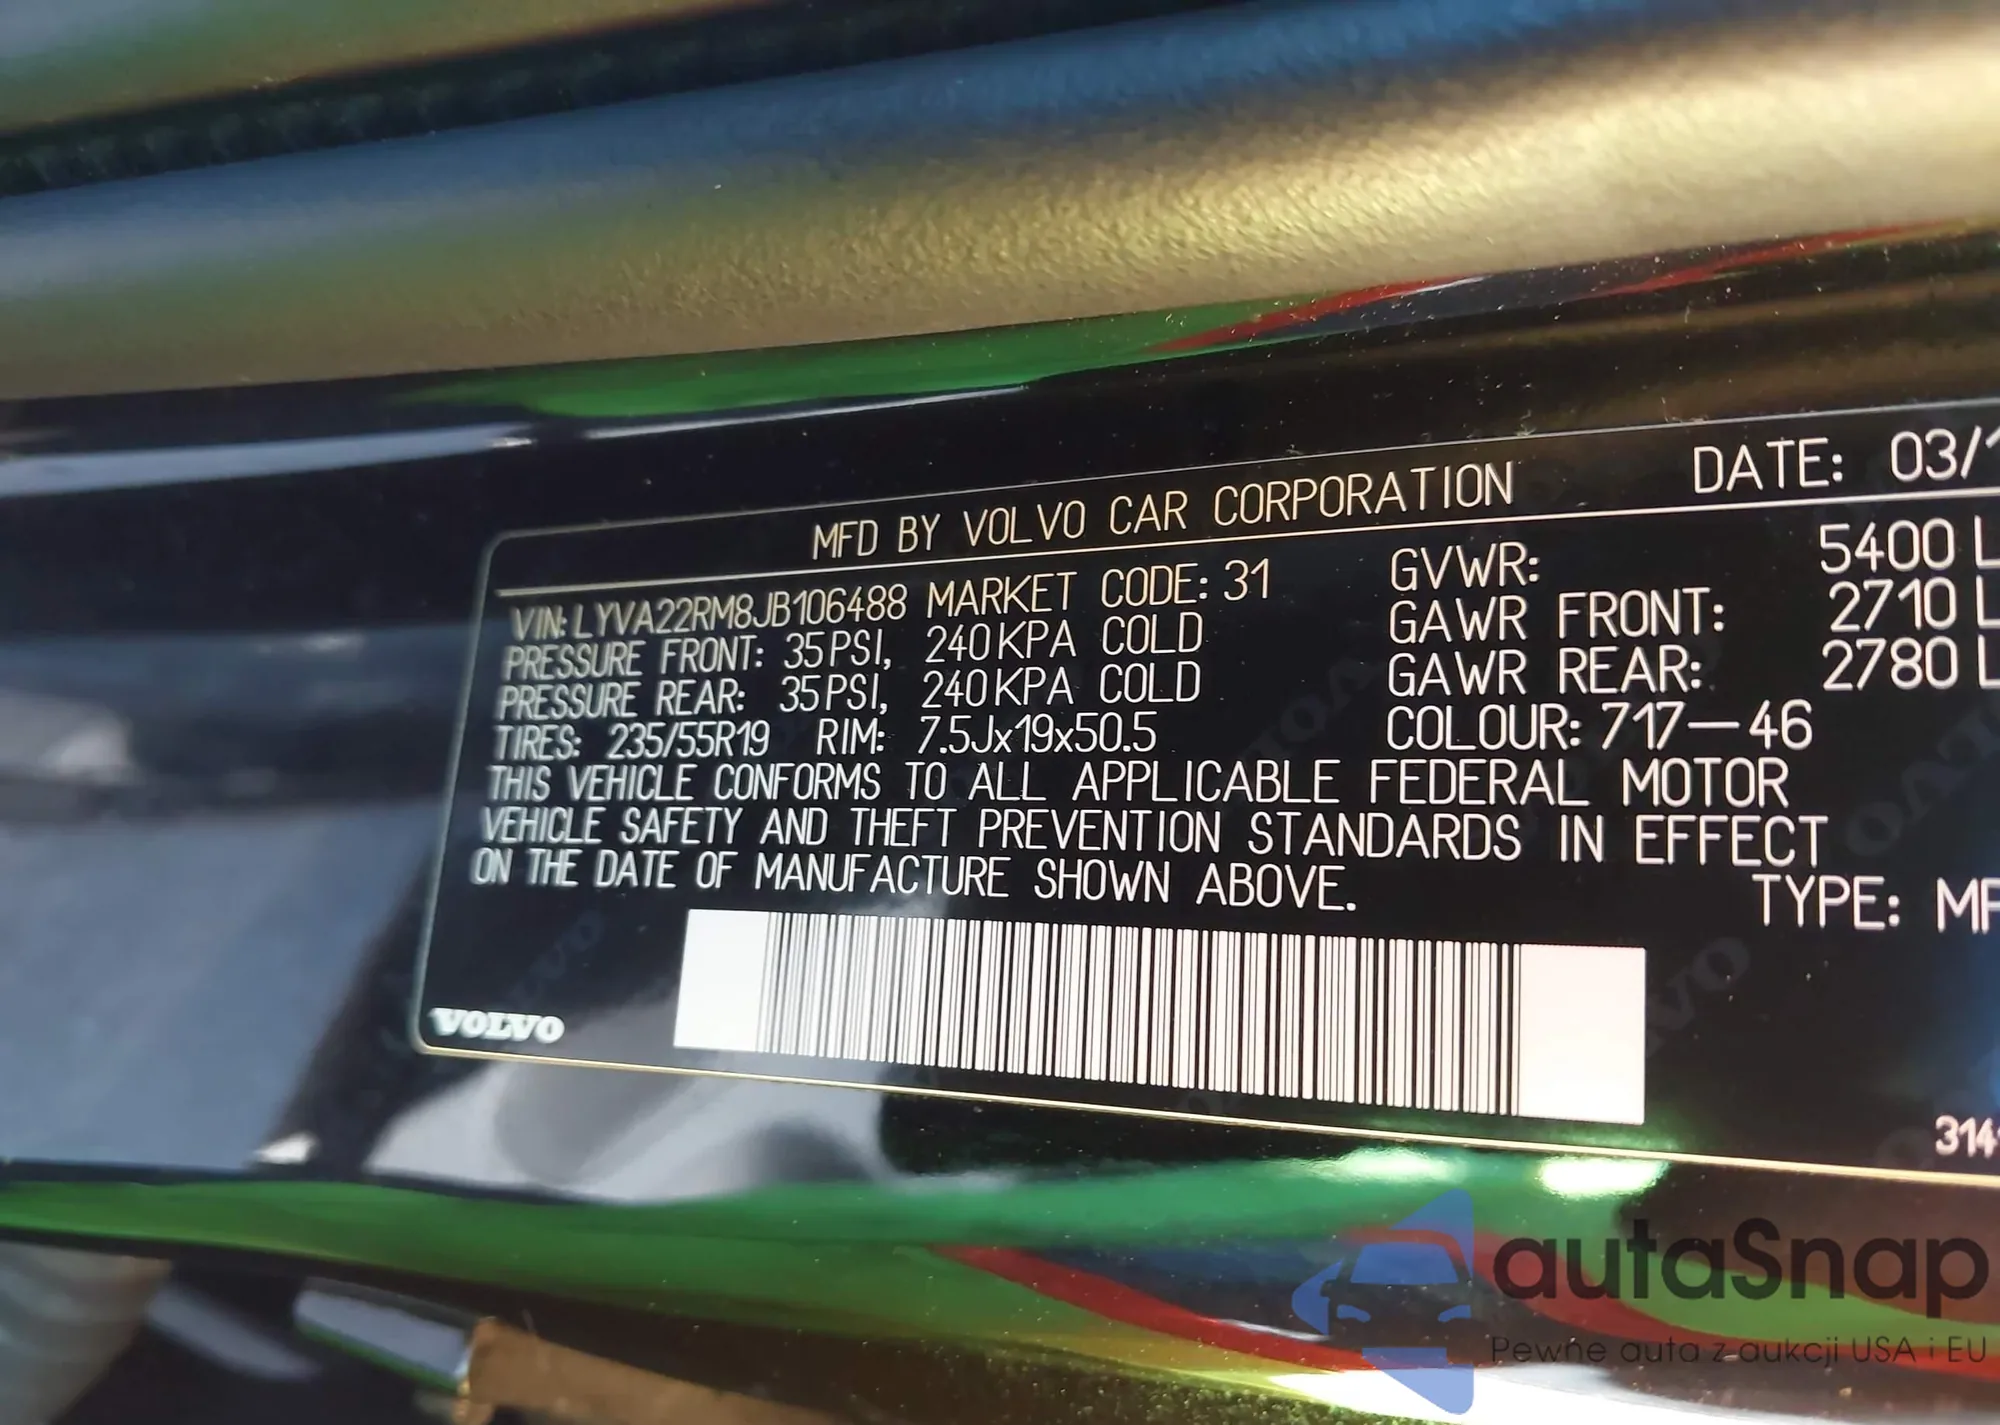 MFD BY VOLVO CAR CORPORATION DATE: 03/1
VIN: LYVA22RM8JB106488 MARKET CODE: 31 GVWR: 5400 L
PRESSURE FRONT: 35 PSI, 240 KPA COLD GAWR FRONT: 2710 L
PRESSURE REAR: 35 PSI, 240 KPA COLD GAWR REAR: 2780 L
TIRES: 235/55R19 RIM: 7.5Jx19x50.5 COLOUR: 717-46
THIS VEHICLE CONFORMS TO ALL APPLICABLE FEDERAL MOTOR
VEHICLE SAFETY AND THEFT PREVENTION STANDARDS IN EFFECT
ON THE DATE OF MANUFACTURE SHOWN ABOVE.
TYPE: MP
VOLVO
314
autaSnap
Pewne auta z aukcji USA i EU